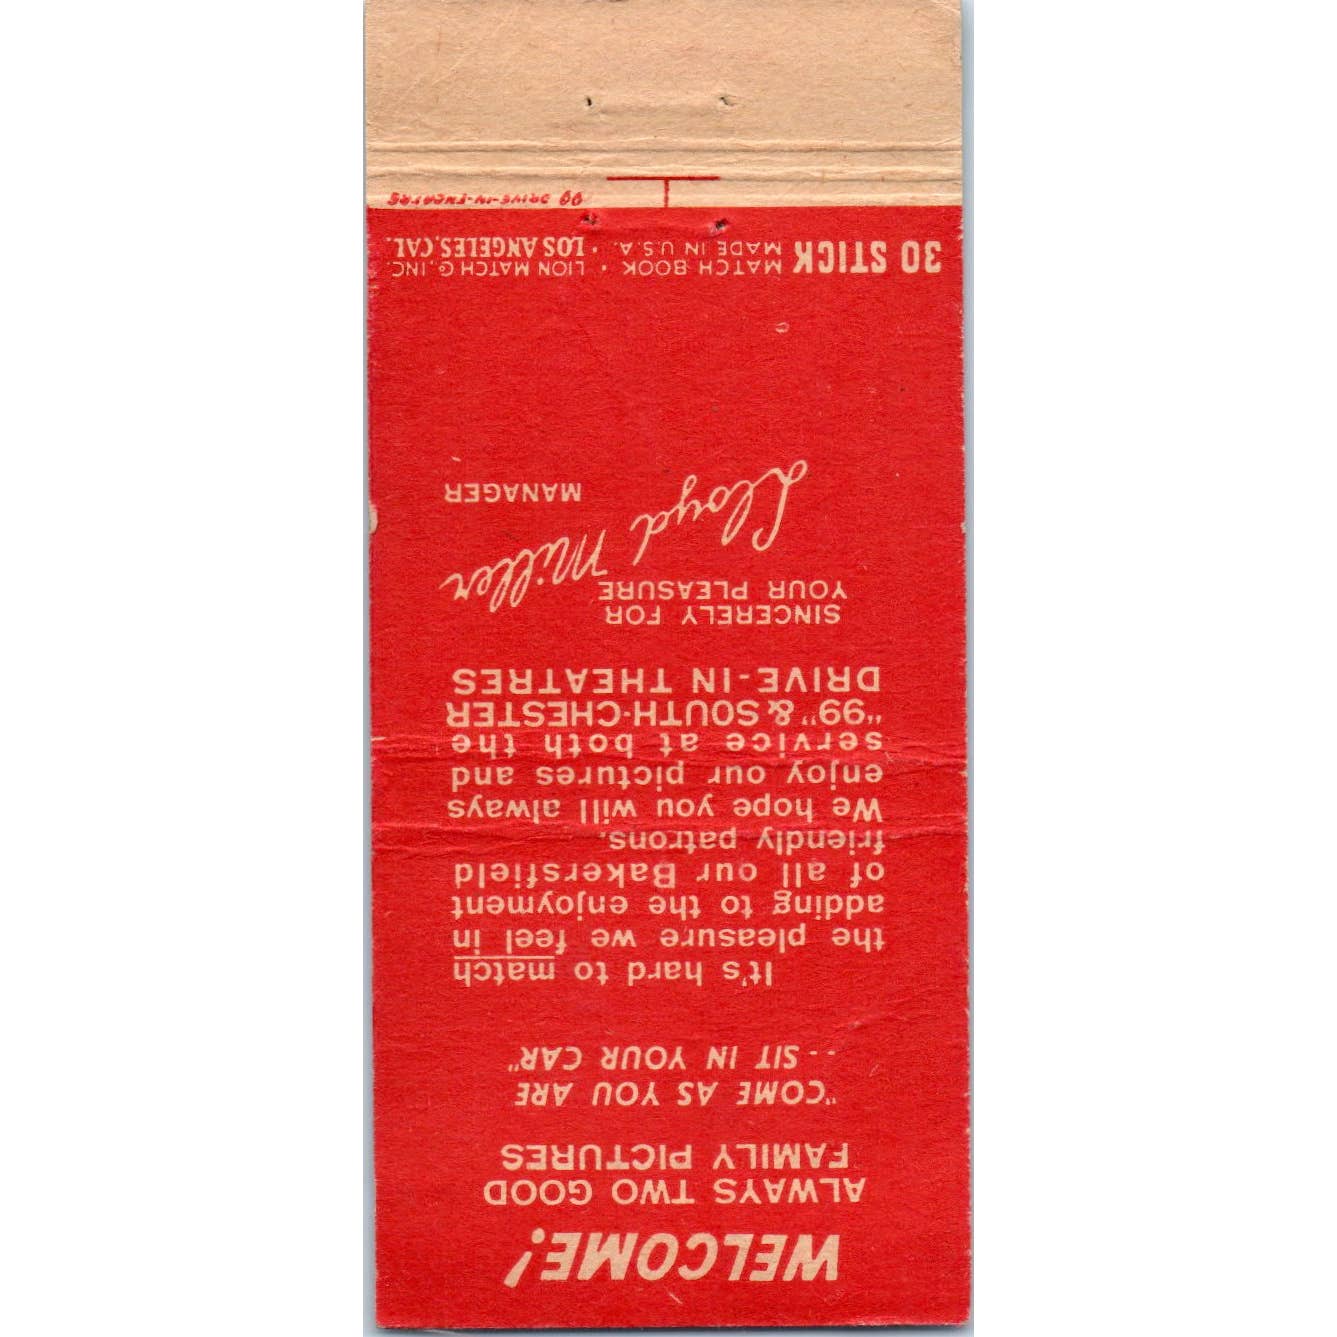 WELCOME!
ALWAYS TWO GOOD
FAMILY PICTURES
"COME AS YOU ARE
-- SIT IN YOUR CAR"
It's hard to match
the pleasure we feel in
adding to the enjoyment
of all our Bakersfield
friendly patrons.
We hope you will always
enjoy our pictures and
service at both the
"99" & SOUTH-CHESTER
DRIVE-IN THEATRES
SINCERELY FOR
YOUR PLEASURE
Lloyd Miller
MANAGER
30 STICK MATCH BOOK • LION MATCH CO., INC.
MADE IN U.S.A. • LOS ANGELES, CAL.
99 DRIVE-IN-THEATRE